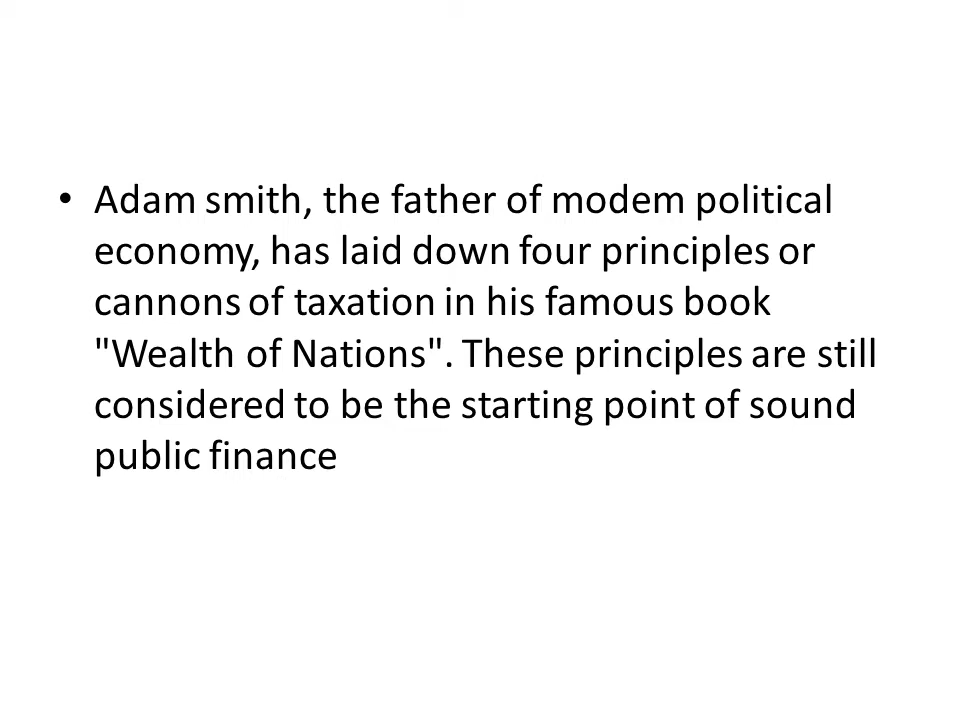 • Adam smith, the father of modem political
economy, has laid down four principles or
cannons of taxation in his famous book
"Wealth of Nations". These principles are still
considered to be the starting point of sound
public finance